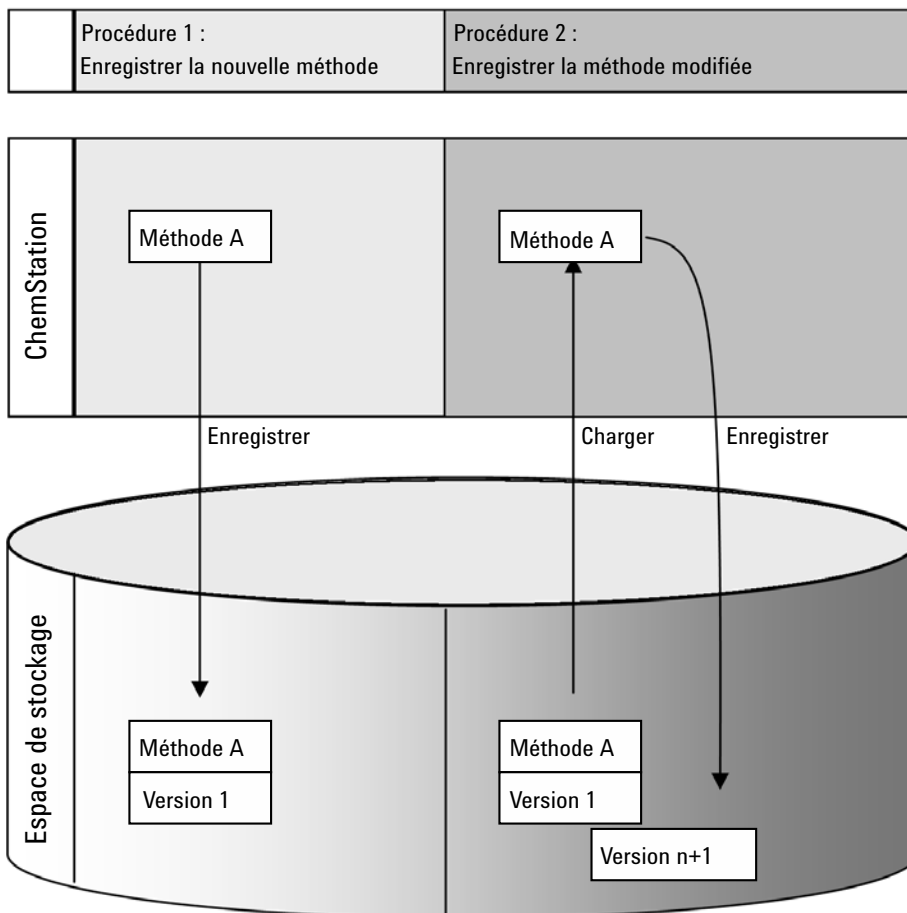 Procédure 1 :
Enregistrer la nouvelle méthode
Procédure 2 :
Enregistrer la méthode modifiée
ChemStation
Méthode A
Méthode A
Enregistrer
Charger
Enregistrer
Espace de stockage
Méthode A
Version 1
Méthode A
Version 1
Version n+1